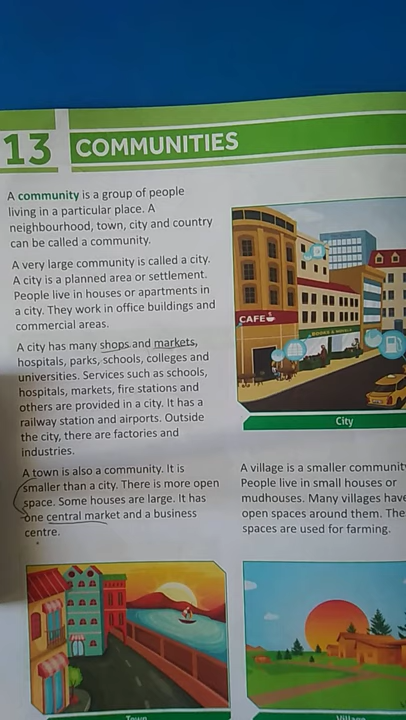 13 COMMUNITIES
A community is a group of people
living in a particular place. A
neighbourhood, town, city and country
can be called a community.
A very large community is called a city.
A city is a planned area or settlement.
People live in houses or apartments in
a city. They work in office buildings and
commercial areas.
A city has many shops and markets,
hospitals, parks, schools, colleges and
universities. Services such as schools,
hospitals, markets, fire stations and
others are provided in a city. It has a
railway station and airports. Outside
the city, there are factories and
industries.
CAFE
BOOKS &
City
A town is also a community. It is
smaller than a city. There is more open
space. Some houses are large. It has
one central market and a business
centre.
A village is a smaller
People live in small houses or
mudhouses. Many villages have
open spaces around them.
spaces are used for farming.
Town
Village